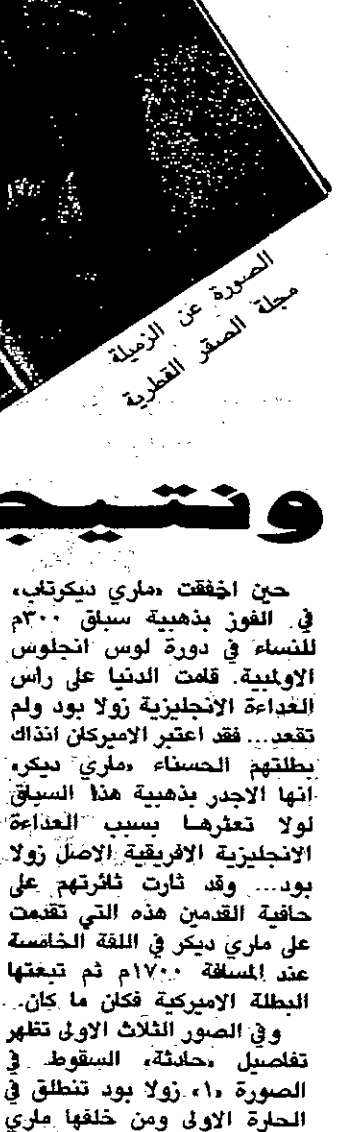 الصورة عن الزميلة
مجلة الصقر القطرية
حين اخفقت «ماري ديكرتاب»
في الفوز بذهبية سباق ٣٠٠٠م
للنساء في دورة لوس انجلوس
الاولمبية. قامت الدنيا على راس
العداءة الانجليزية زولا بود ولم
تقعد... فقد اعتبر الاميركان انذاك
بطلتهم الحسناء «ماري ديكر»
انها الاجدر بذهبية هذا السباق
لولا تعثرها بسبب العداءة
الانجليزية الافريقية الاصل زولا
بود... وقد ثارت ثائرتهم على
حافية القدمين هذه التي تقدمت
على ماري ديكر في اللفة الخامسة
عند المسافة ١٧٠٠م ثم تبعتها
البطلة الاميركية فكان ما كان.
وفي الصور الثلاث الاولى تظهر
تفاصيل «حادثة» السقوط في
الصورة «١» زولا بود تنطلق في
الحارة الاولى ومن خلفها ماري